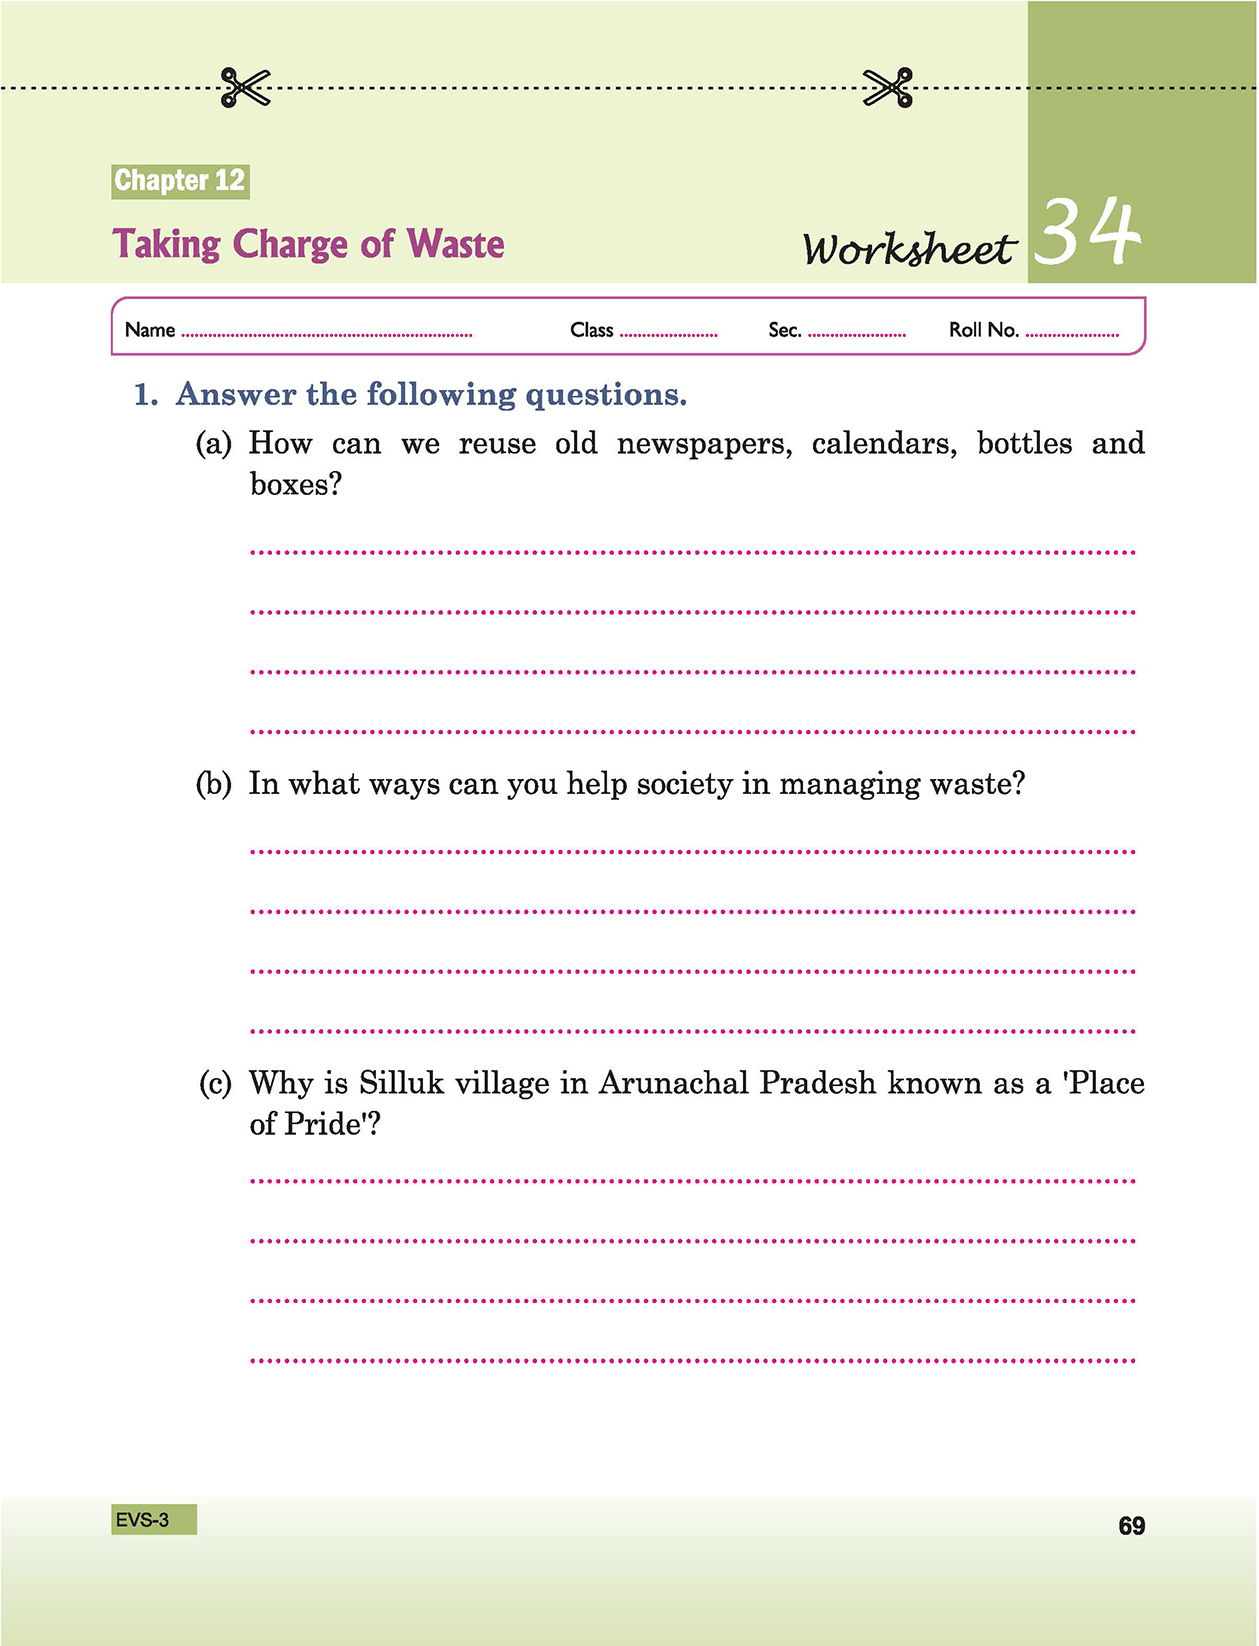 Chapter 12
Taking Charge of Waste
Worksheet 34
Name ........................ Class ............ Sec. ............ Roll No. ............
1. Answer the following questions.
(a) How can we reuse old newspapers, calendars, bottles and
boxes?
(b) In what ways can you help society in managing waste?
(c) Why is Silluk village in Arunachal Pradesh known as a 'Place
of Pride'?
EVS-3
69